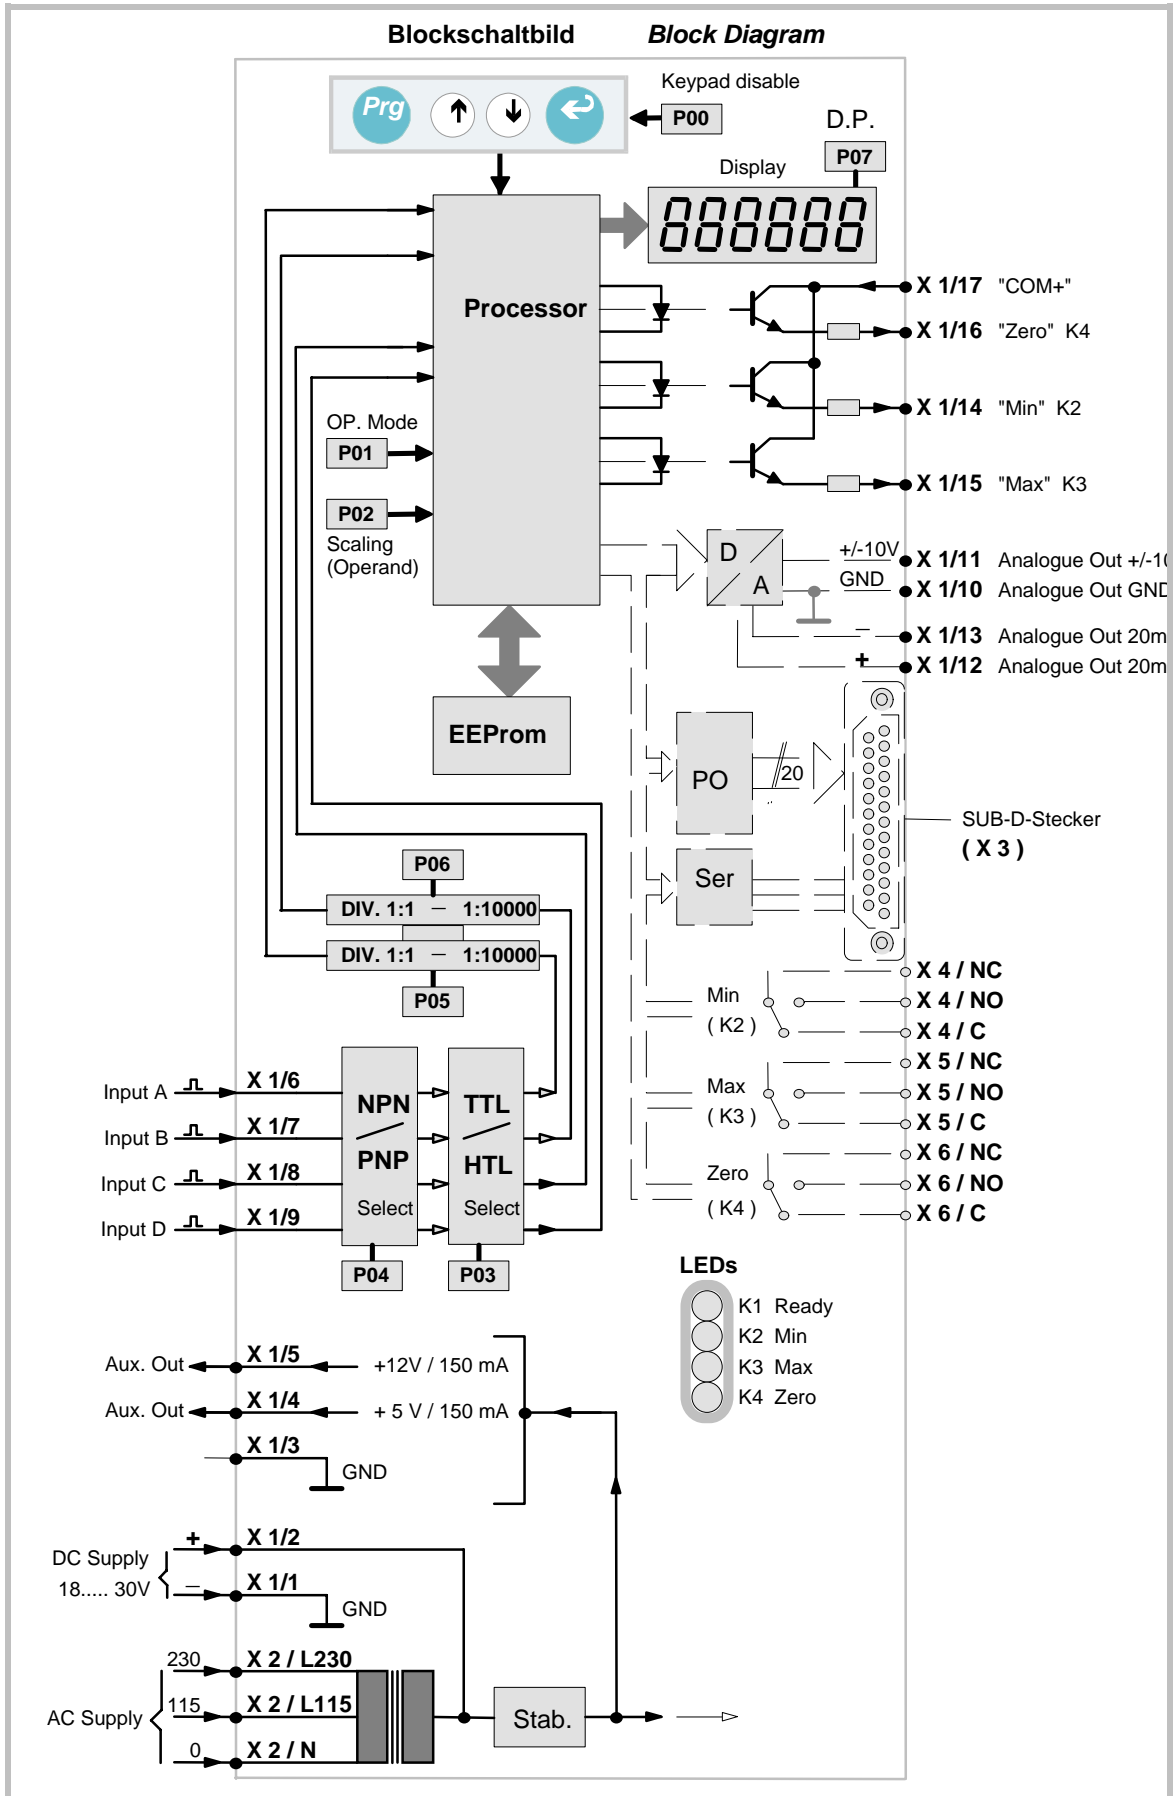 Blockschaltbild Block Diagram
Keypad disable
Prg
P00
D.P.
P07
Display
888888
Processor
X 1/17 "COM+"
X 1/16 "Zero" K4
X 1/14 "Min" K2
X 1/15 "Max" K3
OP. Mode
P01
P02
Scaling
(Operand)
D
A
+/-10V
GND
X 1/11 Analogue Out +/-10
X 1/10 Analogue Out GND
– X 1/13 Analogue Out 20m
+ X 1/12 Analogue Out 20m
EEProm
PO
20
SUB-D-Stecker
( X 3 )
Ser
P06
DIV. 1:1 – 1:10000
DIV. 1:1 – 1:10000
P05
Min
( K2 )
X 4 / NC
X 4 / NO
X 4 / C
Max
( K3 )
X 5 / NC
X 5 / NO
X 5 / C
Zero
( K4 )
X 6 / NC
X 6 / NO
X 6 / C
Input A X 1/6
Input B X 1/7
Input C X 1/8
Input D X 1/9
NPN
PNP
Select
TTL
HTL
Select
P04
P03
LEDs
K1 Ready
K2 Min
K3 Max
K4 Zero
Aux. Out X 1/5 +12V / 150 mA
Aux. Out X 1/4 + 5 V / 150 mA
X 1/3
GND
DC Supply
18..... 30V
+ X 1/2
– X 1/1
GND
AC Supply
230 X 2 / L230
115 X 2 / L115
0 X 2 / N
Stab.